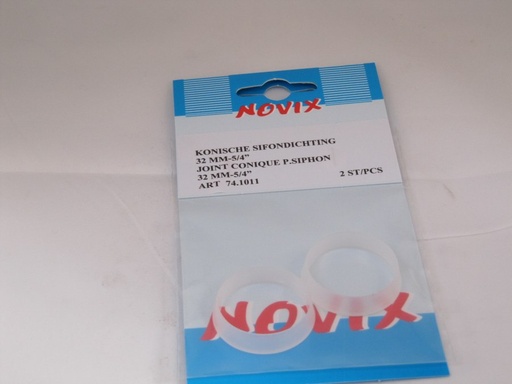 NOVIX
KONISCHE SIFONDICHTING
32 MM-5/4"
JOINT CONIQUE P.SIPHON
32 MM-5/4" 2 ST/PCS
ART 74.1011
NOVIX